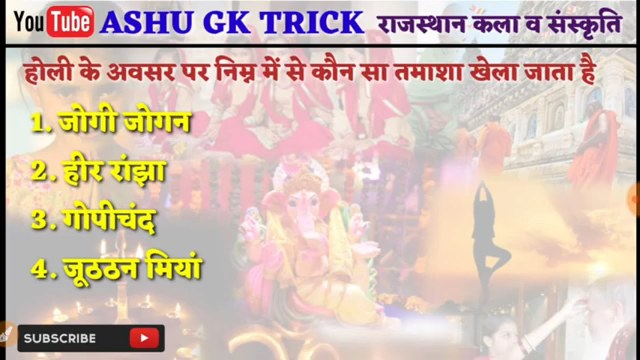 YouTube ASHU GK TRICK राजस्थान कला व संस्कृति
होली के अवसर पर निम्न में से कौन सा तमाशा खेला जाता है
1. जोगी जोगन
2. हीर रांझा
3. गोपीचंद
4. जूठठन मियां
SUBSCRIBE